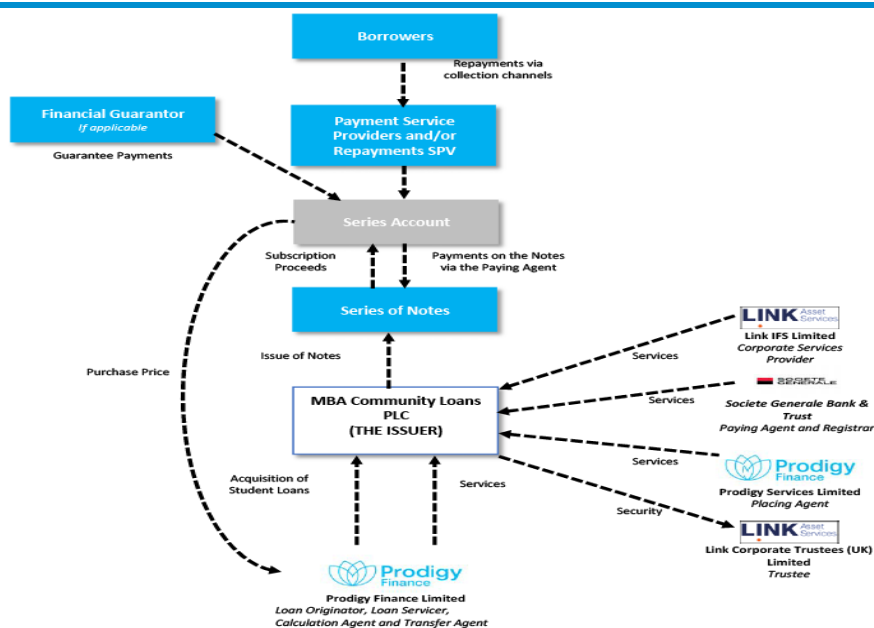 Borrowers
Repayments via
collection channels
Financial Guarantor
If applicable
Guarantee Payments
Payment Service
Providers and/or
Repayments SPV
Series Account
Subscription
Proceeds
Payments on the Notes
via the Paying Agent
Series of Notes
Issue of Notes
Purchase Price
MBA Community Loans
PLC
(THE ISSUER)
Services
LINK Asset
Services
Link IFS Limited
Corporate Services
Provider
Services
SOCIETE
GENERALE
Societe Generale Bank &
Trust
Paying Agent and Registrar
Services
Prodigy
Finance
Prodigy Services Limited
Placing Agent
Security
LINK Asset
Services
Link Corporate Trustees (UK)
Limited
Trustee
Acquisition of
Student Loans
Services
Prodigy
Finance
Prodigy Finance Limited
Loan Originator, Loan Servicer,
Calculation Agent and Transfer Agent